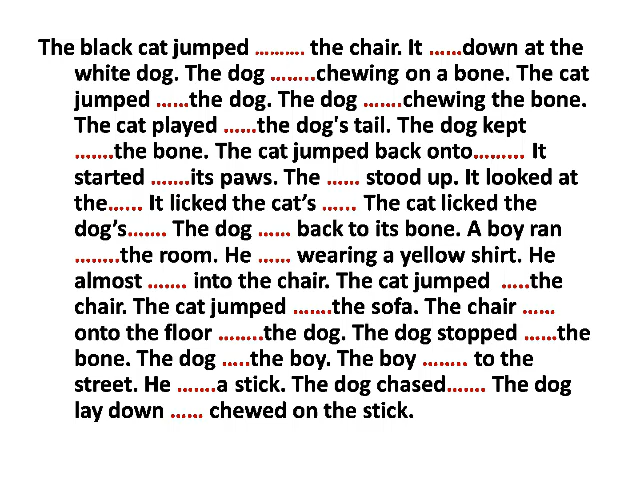 The black cat jumped ………. the chair. It ……down at the
white dog. The dog ……..chewing on a bone. The cat
jumped ……the dog. The dog …….chewing the bone.
The cat played ……the dog's tail. The dog kept
…….the bone. The cat jumped back onto……... It
started …….its paws. The …… stood up. It looked at
the…... It licked the cat’s …... The cat licked the
dog’s……. The dog …… back to its bone. A boy ran
……..the room. He …… wearing a yellow shirt. He
almost ……. into the chair. The cat jumped …..the
chair. The cat jumped …….the sofa. The chair ……
onto the floor ……..the dog. The dog stopped ……the
bone. The dog …..the boy. The boy …….. to the
street. He …….a stick. The dog chased……. The dog
lay down …… chewed on the stick.